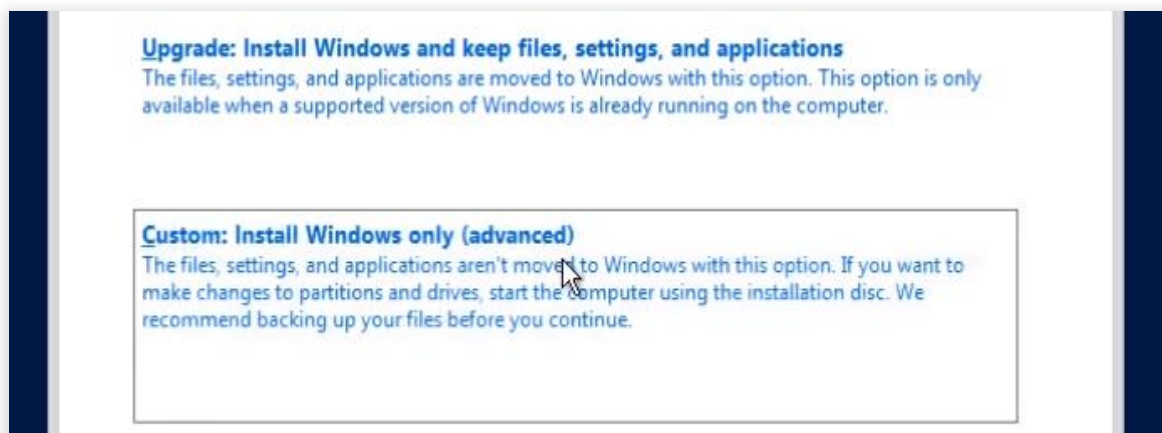 Upgrade: Install Windows and keep files, settings, and applications
The files, settings, and applications are moved to Windows with this option. This option is only
available when a supported version of Windows is already running on the computer.
Custom: Install Windows only (advanced)
The files, settings, and applications aren't moved to Windows with this option. If you want to
make changes to partitions and drives, start the computer using the installation disc. We
recommend backing up your files before you continue.